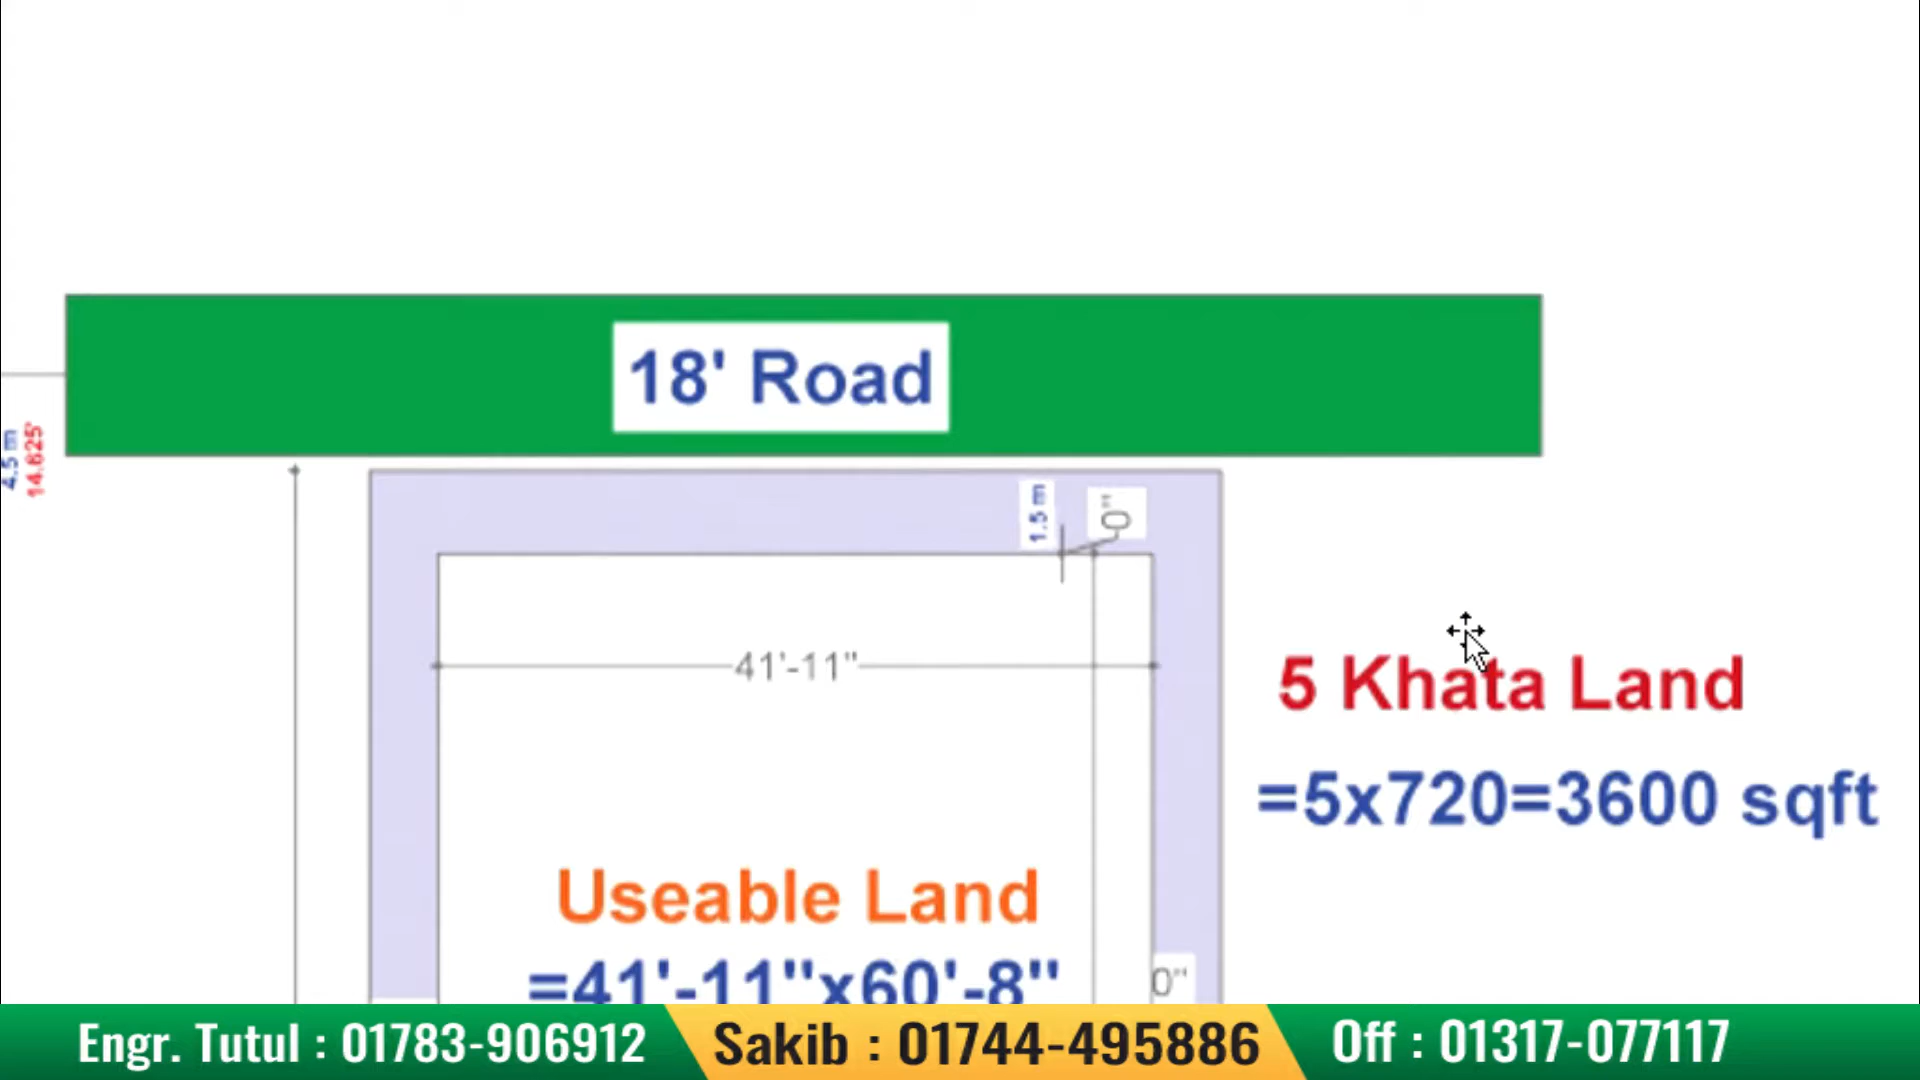 18' Road
4.5 m
14.625'
1.5 m
0"
41'-11"
5 Khata Land
=5x720=3600 sqft
Useable Land
=41'-11"x60'-8"
0"
Engr. Tutul : 01783-906912
Sakib : 01744-495886
Off : 01317-077117